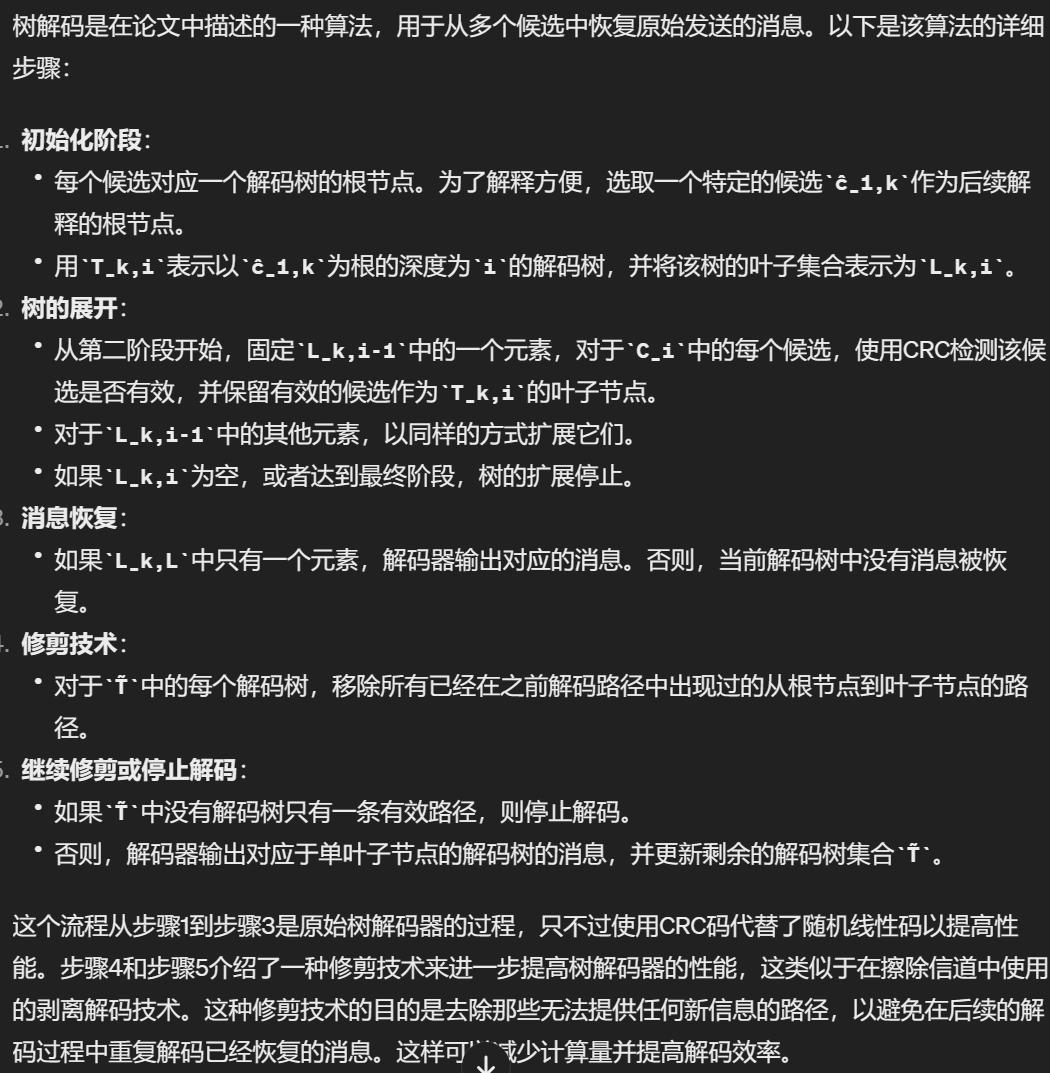 树解码是在论文中描述的一种算法，用于从多个候选中恢复原始发送的消息。以下是该算法的详细
步骤：
1. 初始化阶段：
• 每个候选对应一个解码树的根节点。为了解释方便，选取一个特定的候选`ĉ_1,k`作为后续解
释的根节点。
• 用`T_k,i`表示以`ĉ_1,k`为根的深度为`i`的解码树，并将该树的叶子集合表示为`L_k,i`。
2. 树的展开：
• 从第二阶段开始，固定`L_k,i-1`中的一个元素，对于`C_i`中的每个候选，使用CRC检测该候
选是否有效，并保留有效的候选作为`T_k,i`的叶子节点。
• 对于`L_k,i-1`中的其他元素，以同样的方式扩展它们。
• 如果`L_k,i`为空，或者达到最终阶段，树的扩展停止。
3. 消息恢复：
• 如果`L_k,L`中只有一个元素，解码器输出对应的消息。否则，当前解码树中没有消息被恢
复。
4. 修剪技术：
• 对于`T̃`中的每个解码树，移除所有已经在之前解码路径中出现过的从根节点到叶子节点的路
径。
5. 继续修剪或停止解码：
• 如果`T̃`中没有解码树只有一条有效路径，则停止解码。
• 否则，解码器输出对应于单叶子节点的解码树的消息，并更新剩余的解码树集合`T̃`。
这个流程从步骤1到步骤3是原始树解码器的过程，只不过使用CRC码代替了随机线性码以提高性
能。步骤4和步骤5介绍了一种修剪技术来进一步提高树解码器的性能，这类似于在擦除信道中使用
的剥离解码技术。这种修剪技术的目的是去除那些无法提供任何新信息的路径，以避免在后续的解
码过程中重复解码已经恢复的消息。这样可减少计算量并提高解码效率。